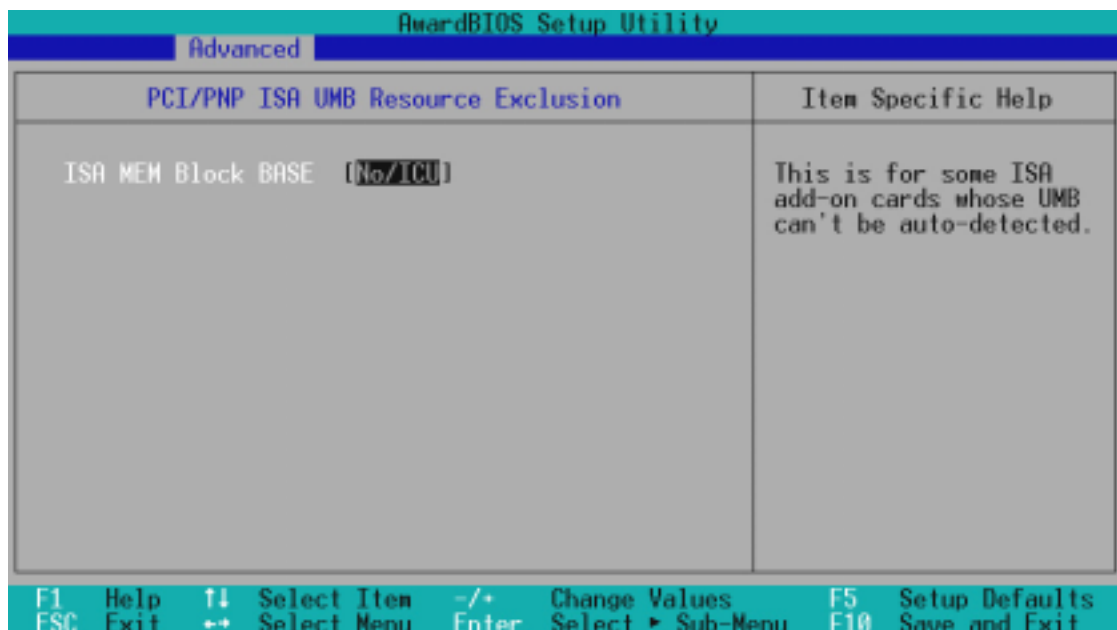 AwardBIOS Setup Utility
Advanced
PCI/PNP ISA UMB Resource Exclusion
Item Specific Help
ISA MEM Block BASE [No/ICU]
This is for some ISA
add-on cards whose UMB
can't be auto-detected.
F1 Help ↑↓ Select Item -/+ Change Values F5 Setup Defaults
ESC Exit ←→ Select Menu Enter Select ► Sub-Menu F10 Save and Exit